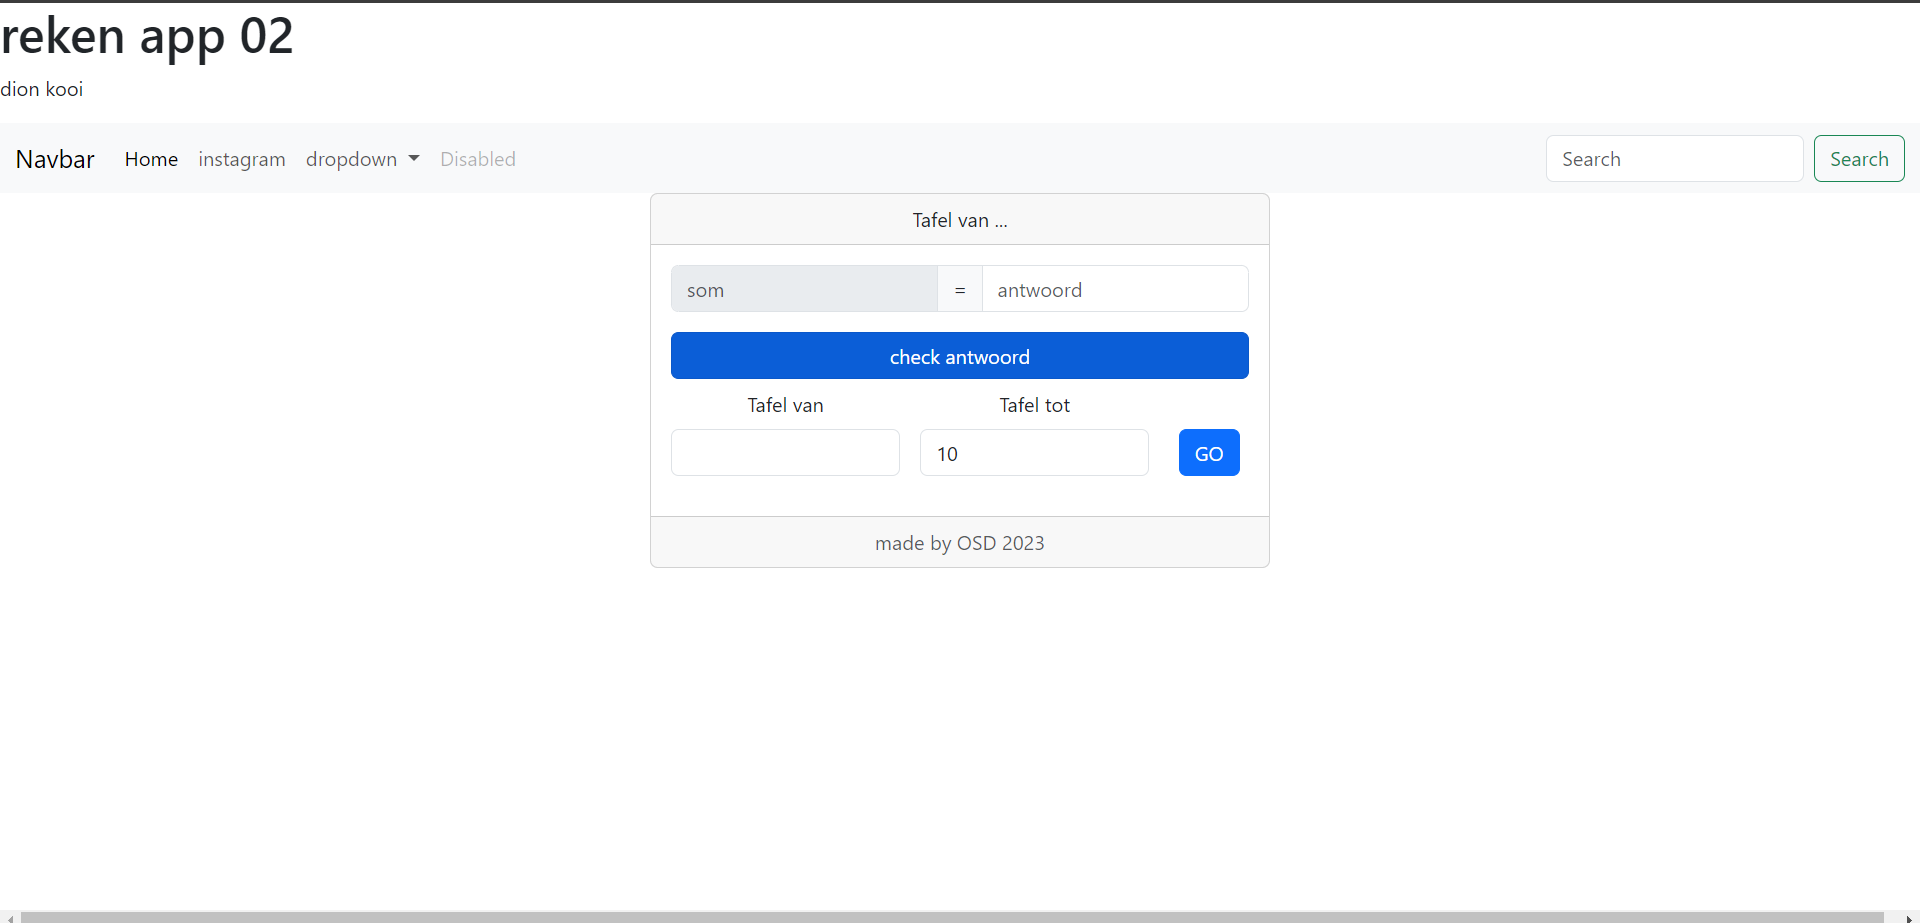 reken app 02
dion kooi
Navbar Home instagram dropdown Disabled Search Search
Tafel van ...
som = antwoord
check antwoord
Tafel van Tafel tot
10 GO
made by OSD 2023